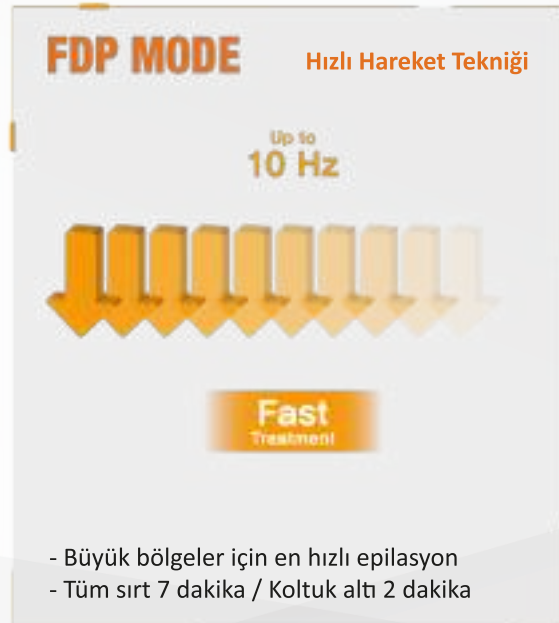 FDP MODE
Hızlı Hareket Tekniği
Up to
10 Hz
Fast
Treatment
- Büyük bölgeler için en hızlı epilasyon
- Tüm sırt 7 dakika / Koltuk altı 2 dakika